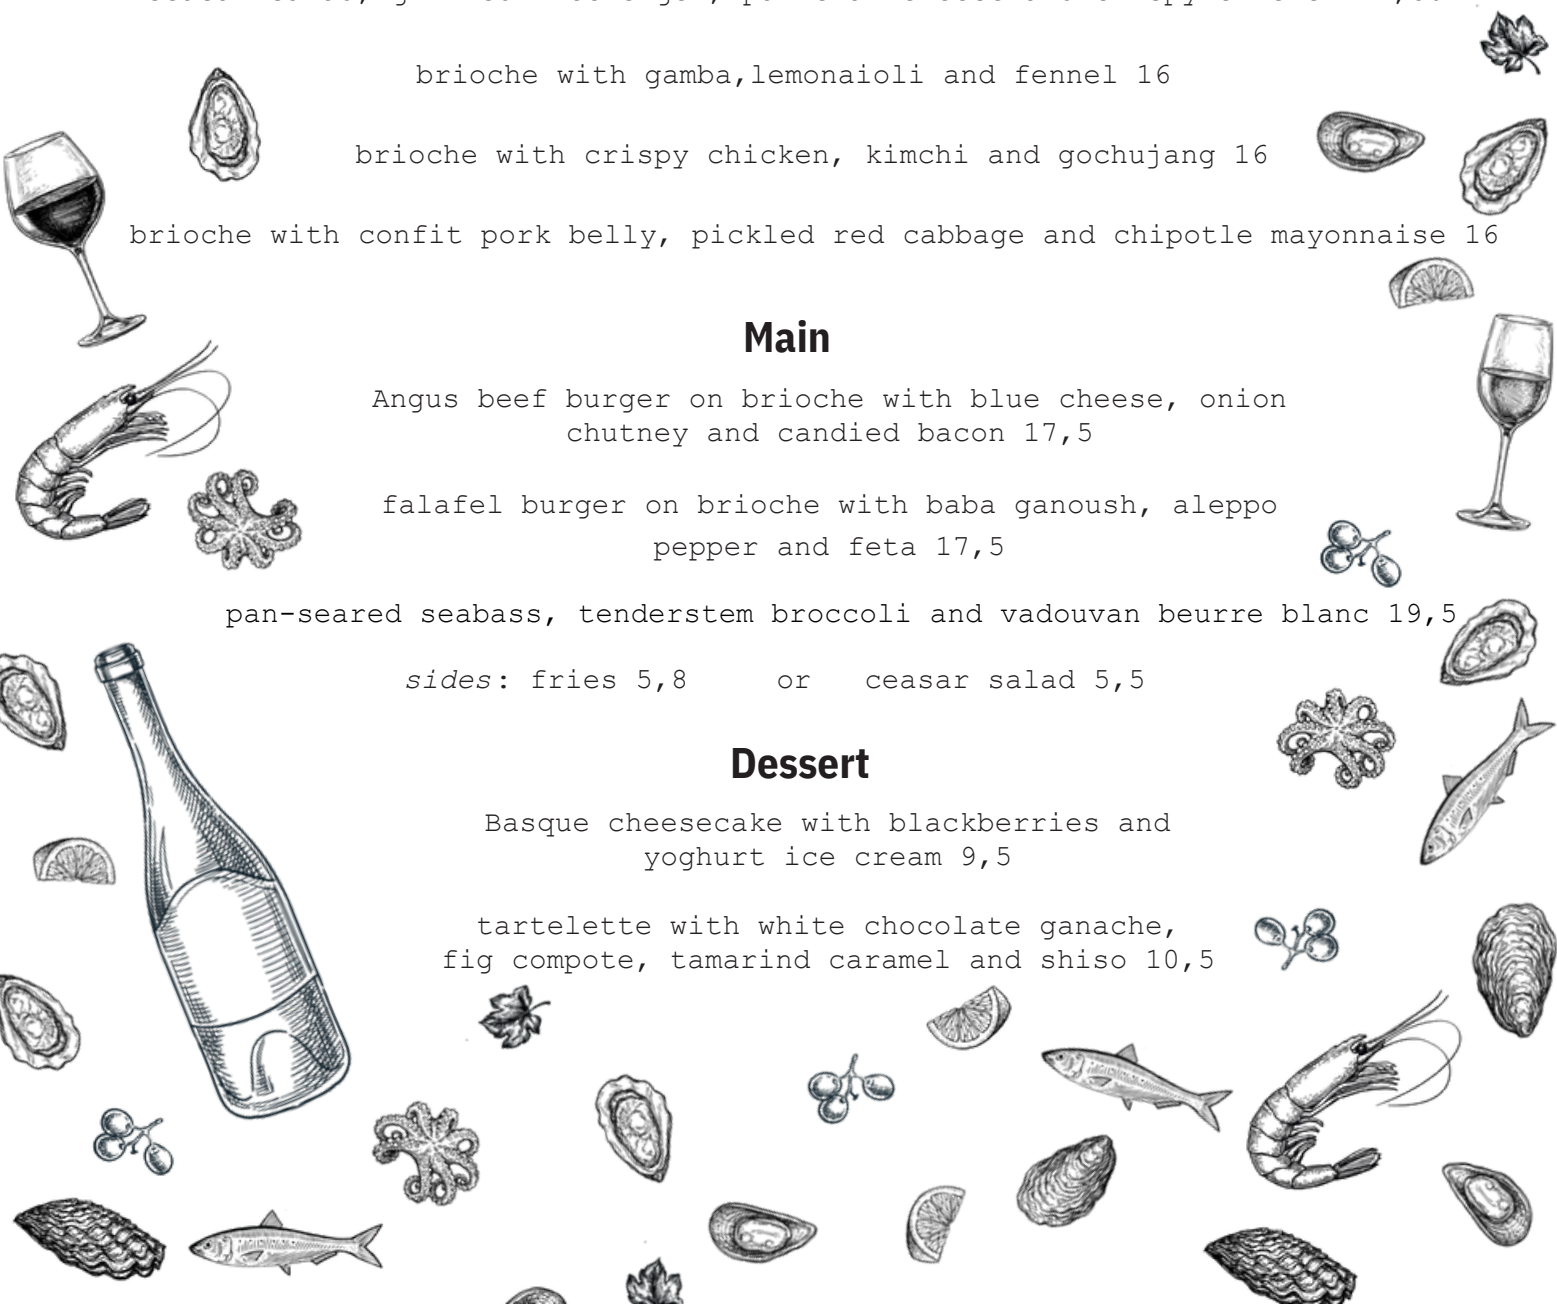 brioche with gamba,lemonaioli and fennel 16
brioche with crispy chicken, kimchi and gochujang 16
brioche with confit pork belly, pickled red cabbage and chipotle mayonnaise 16
Main
Angus beef burger on brioche with blue cheese, onion
chutney and candied bacon 17,5
falafel burger on brioche with baba ganoush, aleppo
pepper and feta 17,5
pan-seared seabass, tenderstem broccoli and vadouvan beurre blanc 19,5
sides: fries 5,8 or ceasar salad 5,5
Dessert
Basque cheesecake with blackberries and
yoghurt ice cream 9,5
tartelette with white chocolate ganache,
fig compote, tamarind caramel and shiso 10,5